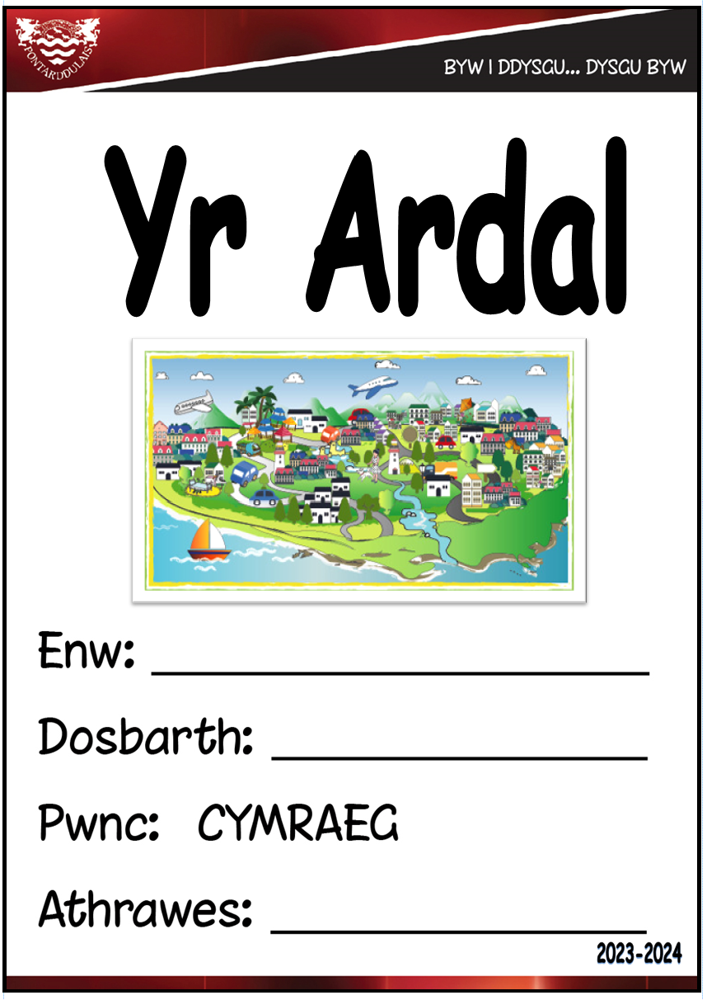 PONTARDDULAIS
BYW I DDYSGU... DYSGU BYW
Yr Ardal
Enw:
Dosbarth:
Pwnc: CYMRAEG
Athrawes:
2023-2024